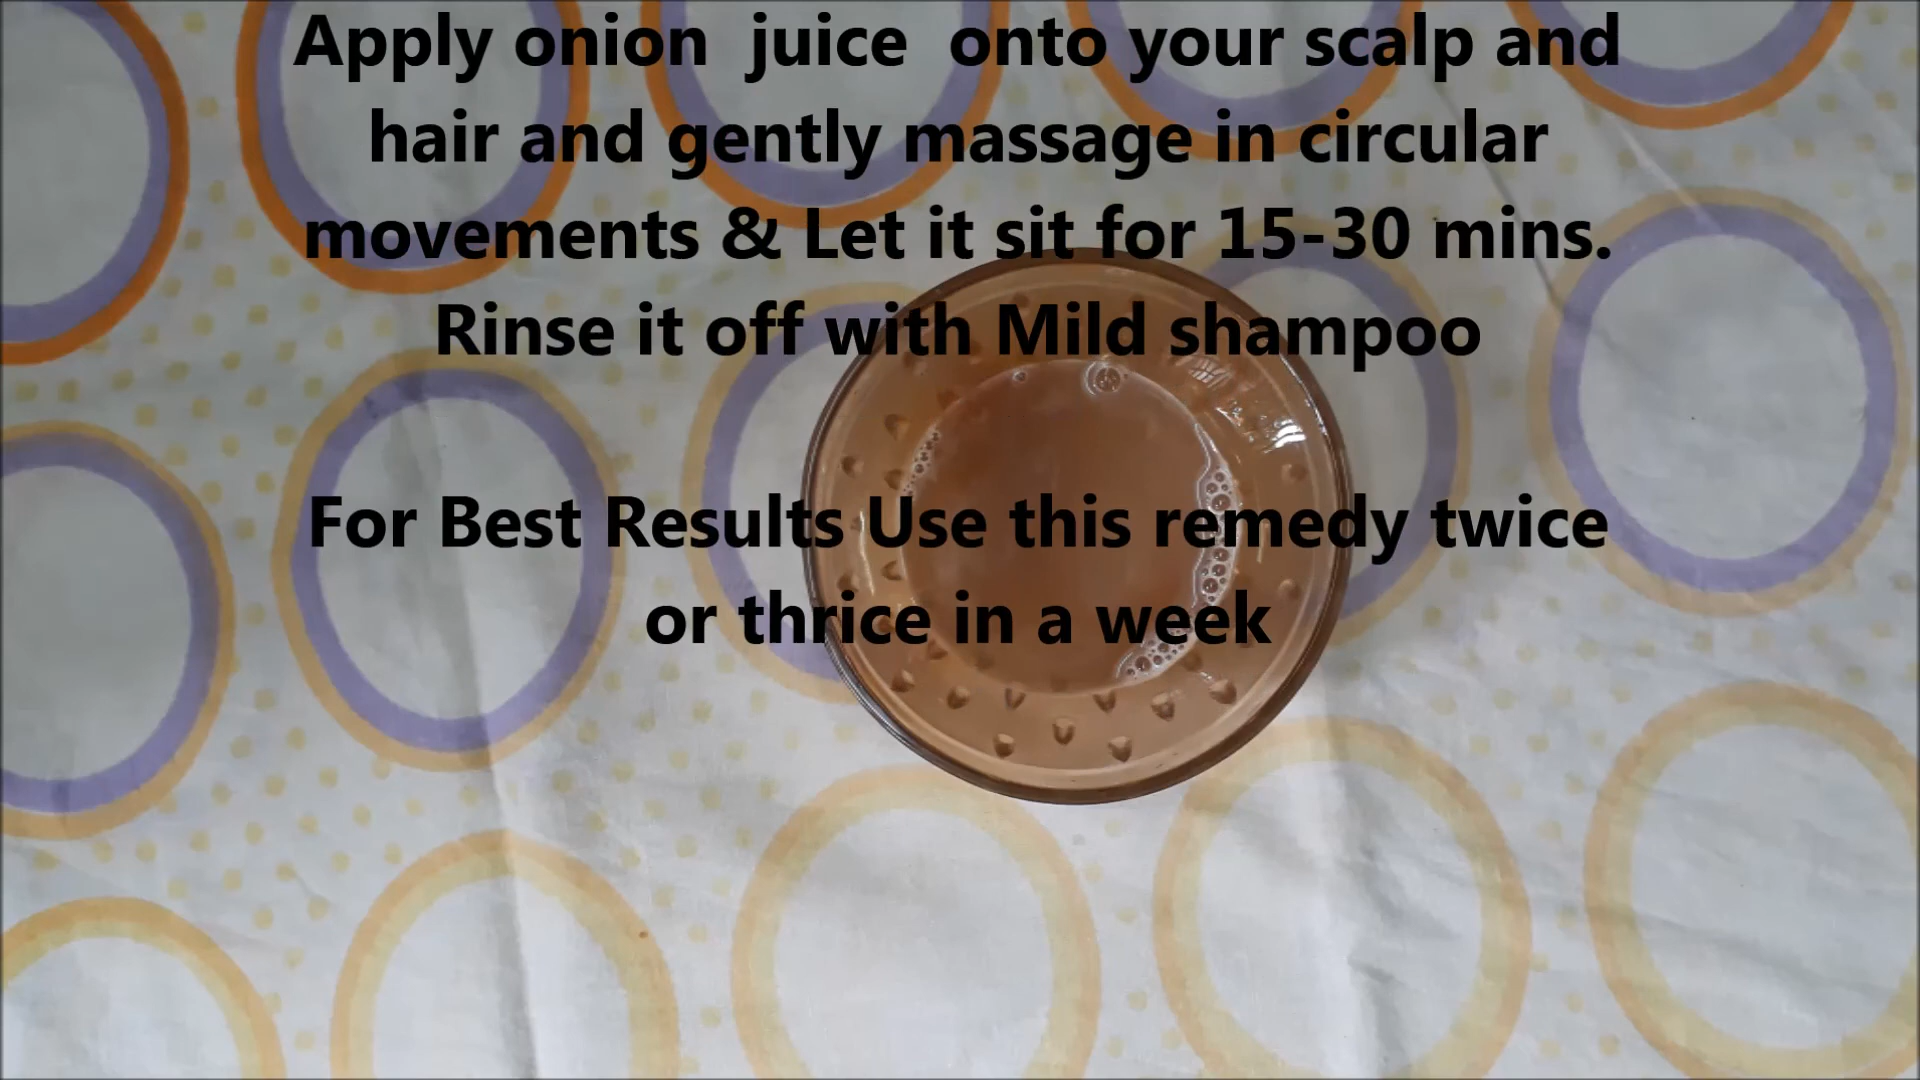 Apply onion juice onto your scalp and
hair and gently massage in circular
movements & Let it sit for 15-30 mins.
Rinse it off with Mild shampoo
For Best Results Use this remedy twice
or thrice in a week